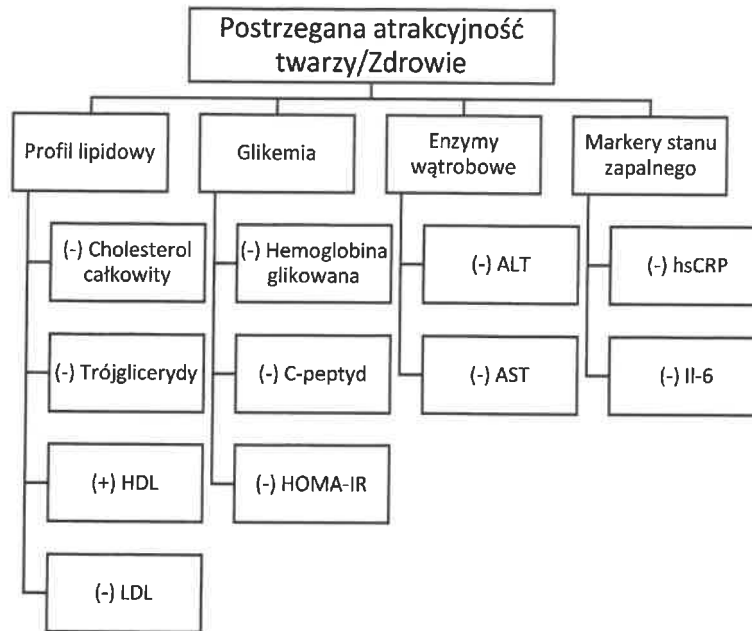 Postrzegana atrakcyjność
twarzy/Zdrowie
Profil lipidowy
Glikemia
Enzymy
wątrobowe
Markery stanu
zapalnego
(-) Cholesterol
całkowity
(-) Trójglicerydy
(+) HDL
(-) LDL
(-) Hemoglobina
glikowana
(-) C-peptyd
(-) HOMA-IR
(-) ALT
(-) AST
(-) hsCRP
(-) Il-6